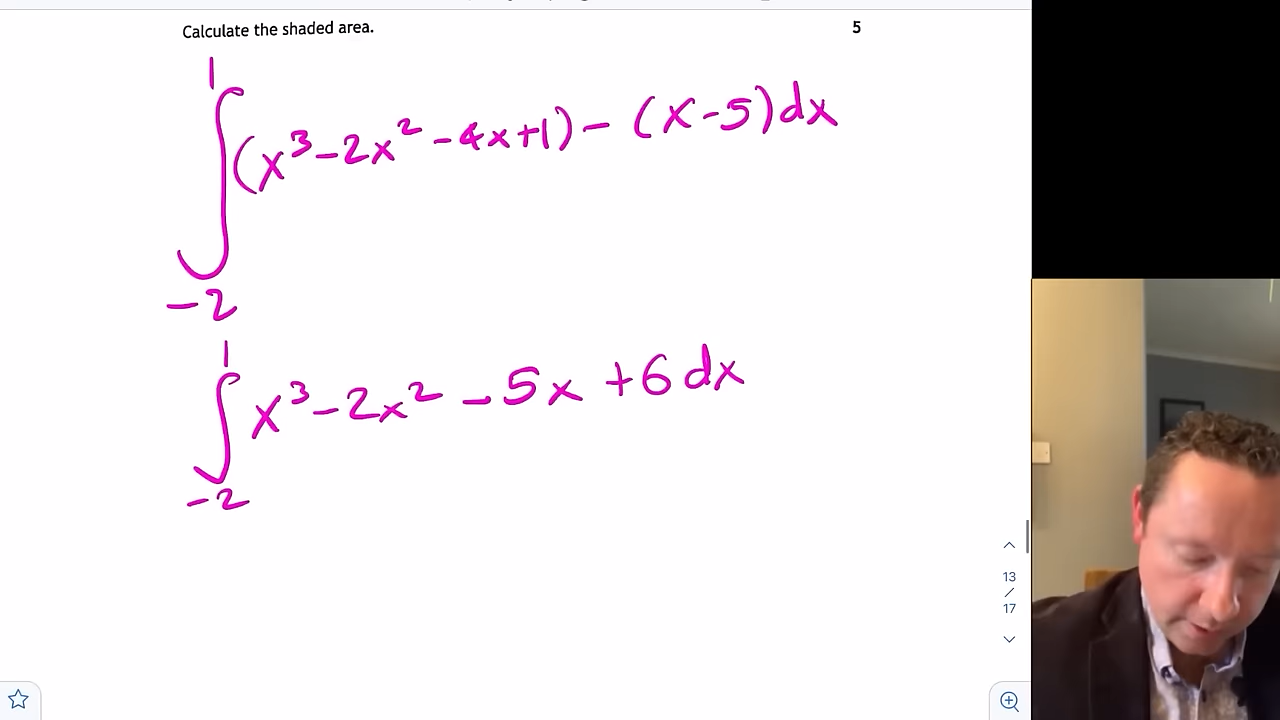 Calculate the shaded area. 5
1
∫(x³-2x²-4x+1)-(x-5)dx
-2
1
∫x³-2x²-5x+6dx
-2
13
/
17